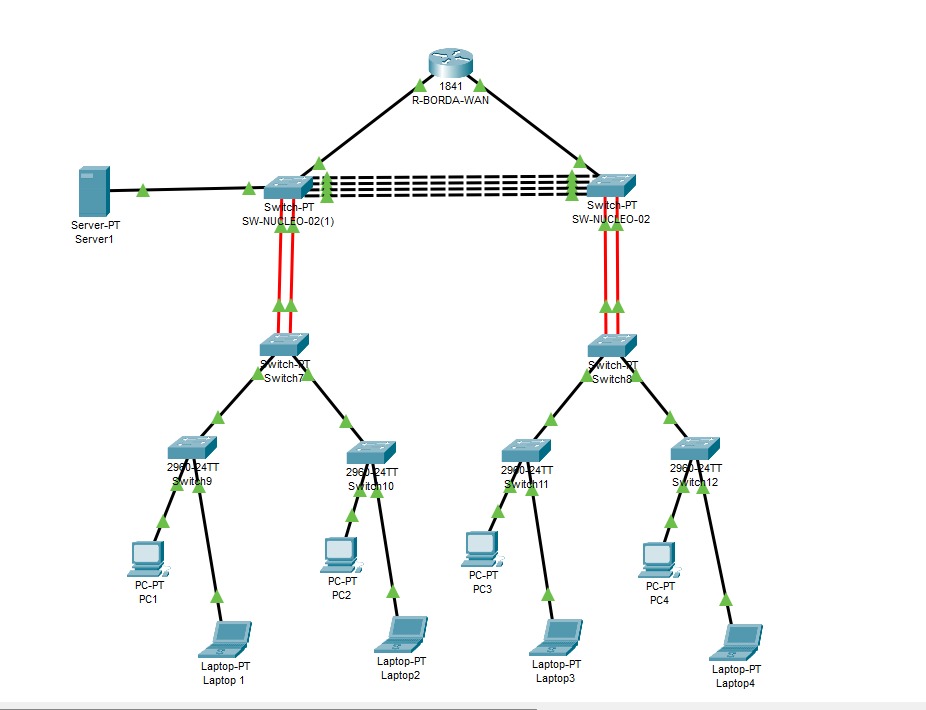 1841
R-BORDA-WAN
Server-PT
Server1
Switch-PT
SW-NUCLEO-02(1)
Switch-PT
SW-NUCLEO-02
Switch-PT
Switch7
Switch-PT
Switch8
2960-24TT
Switch9
2960-24TT
Switch10
2960-24TT
Switch11
2960-24TT
Switch12
PC-PT
PC1
PC-PT
PC2
PC-PT
PC3
PC-PT
PC4
Laptop-PT
Laptop 1
Laptop-PT
Laptop2
Laptop-PT
Laptop3
Laptop-PT
Laptop4